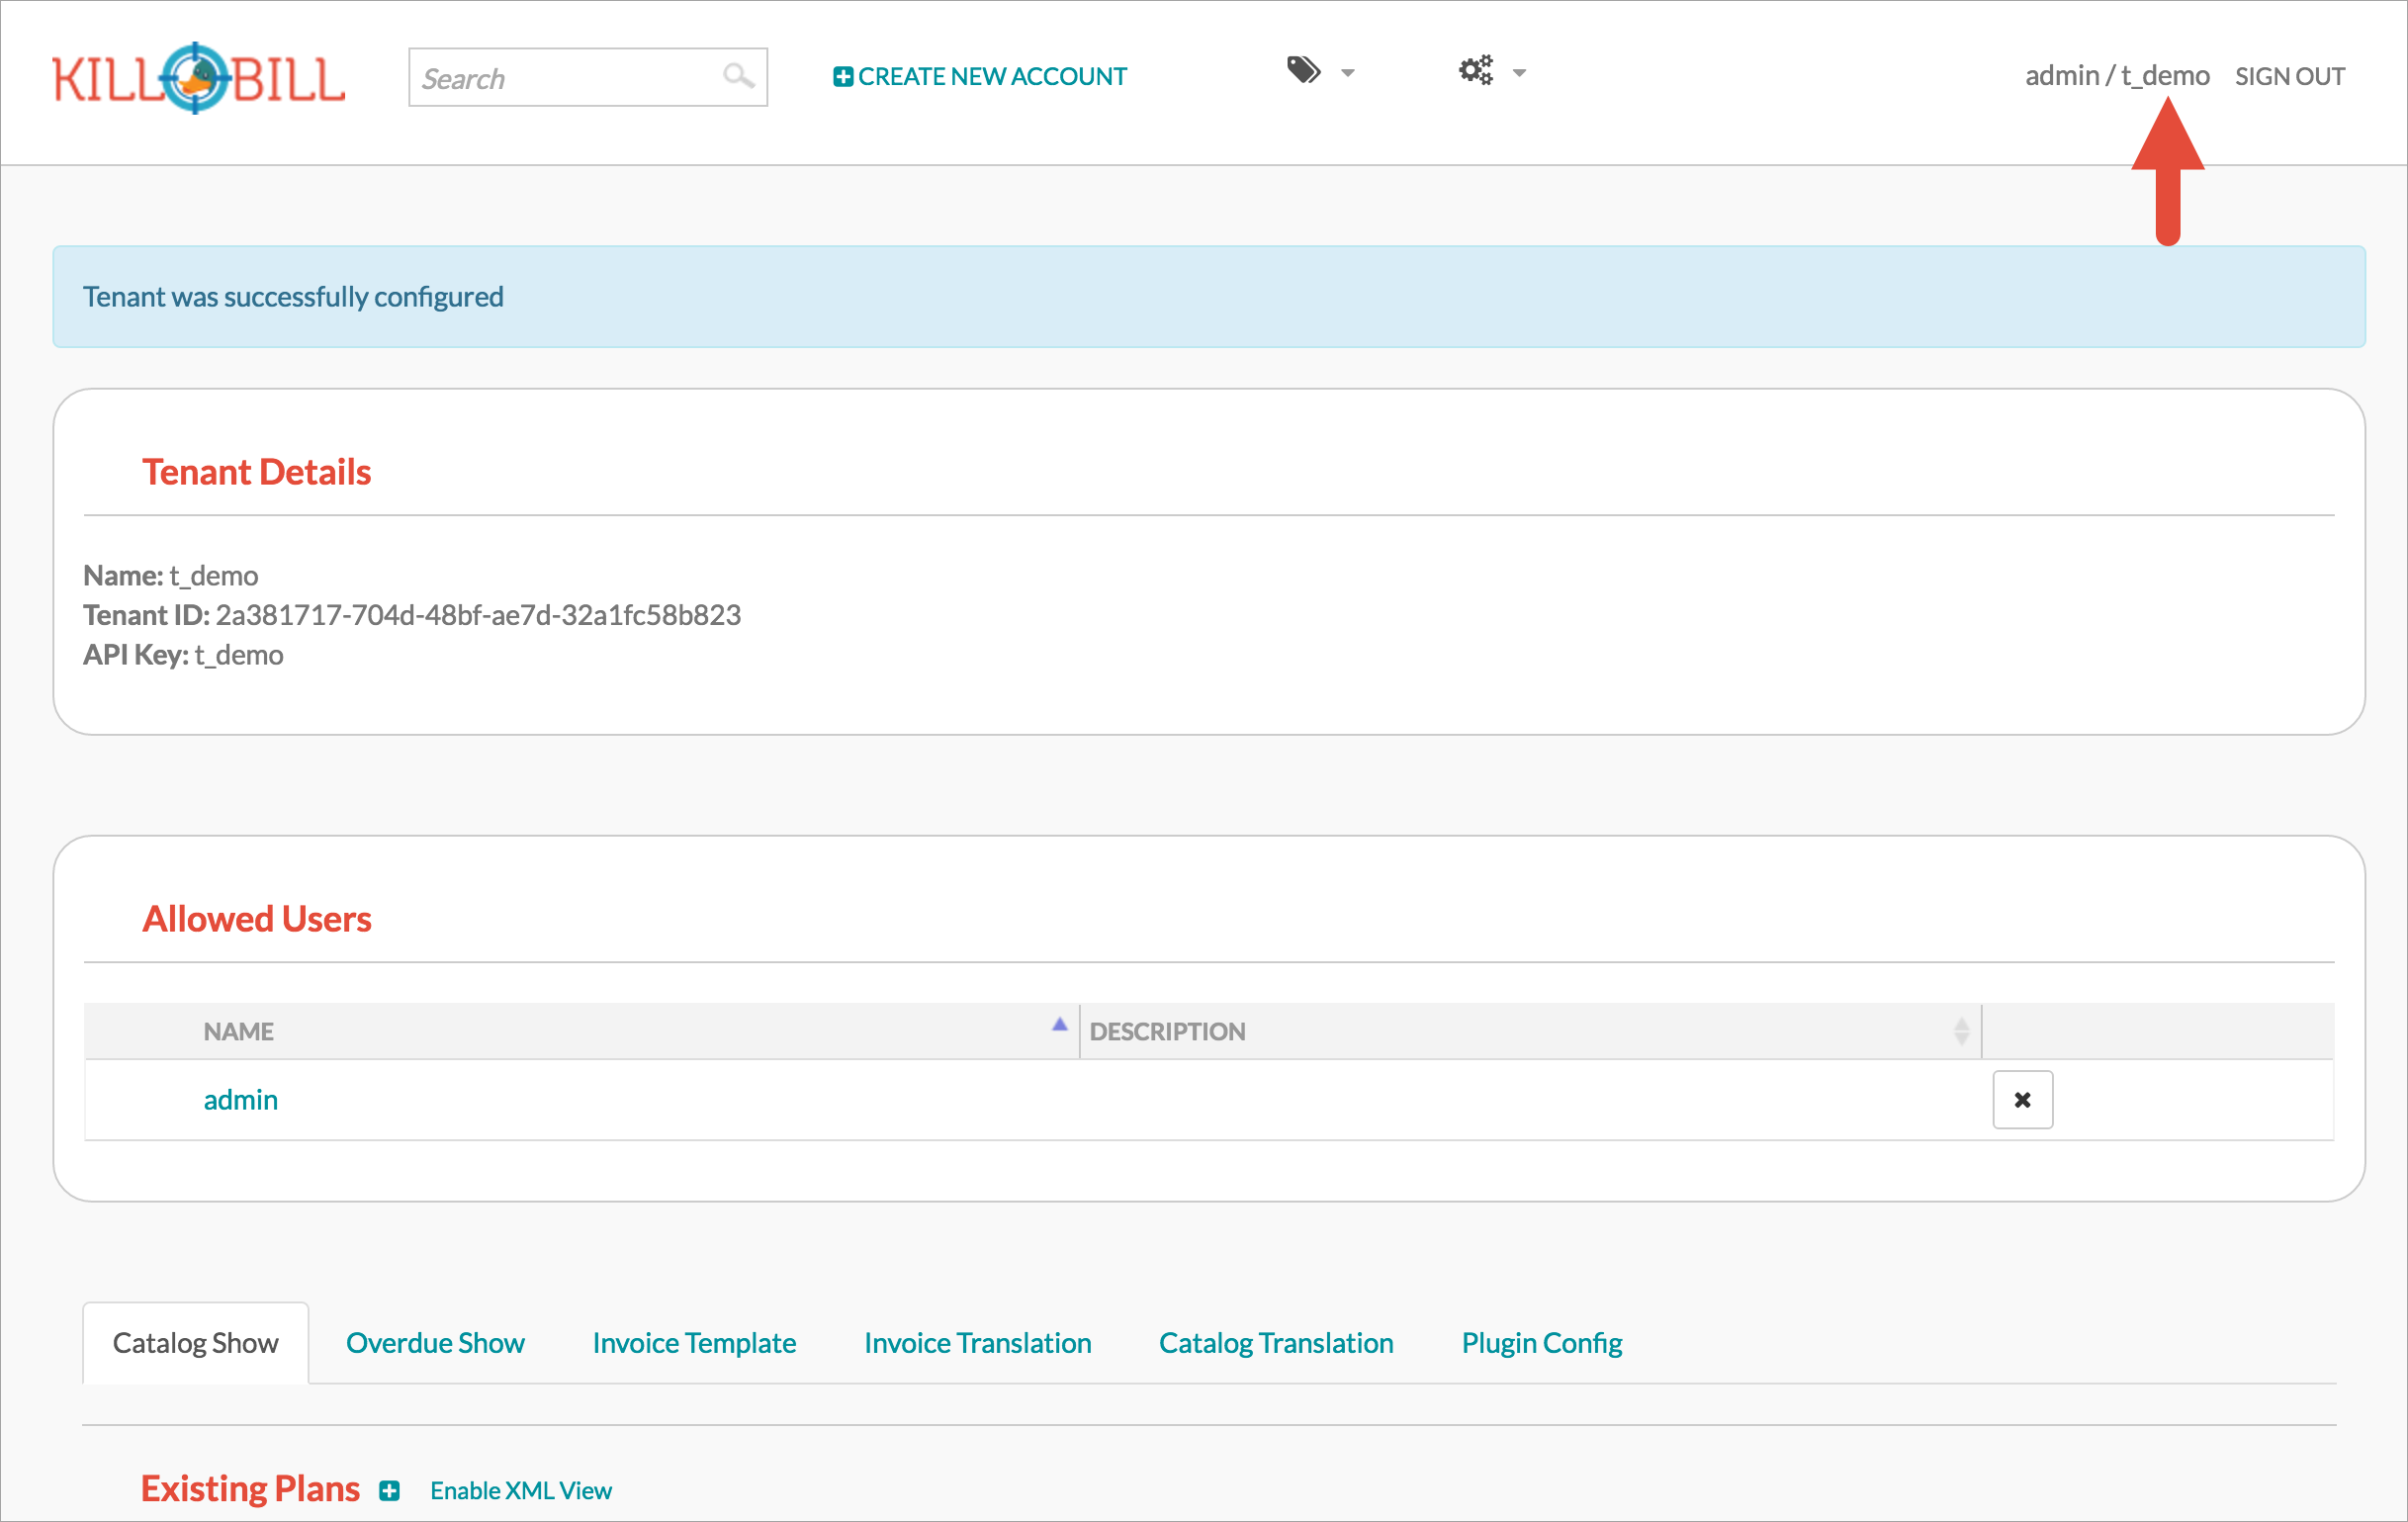 KILL BILL
Search
CREATE NEW ACCOUNT
admin / t_demo SIGN OUT
Tenant was successfully configured
Tenant Details
Name: t_demo
Tenant ID: 2a381717-704d-48bf-ae7d-32a1fc58b823
API Key: t_demo
Allowed Users
NAME DESCRIPTION
admin
Catalog Show Overdue Show Invoice Template Invoice Translation Catalog Translation Plugin Config
Existing Plans Enable XML View